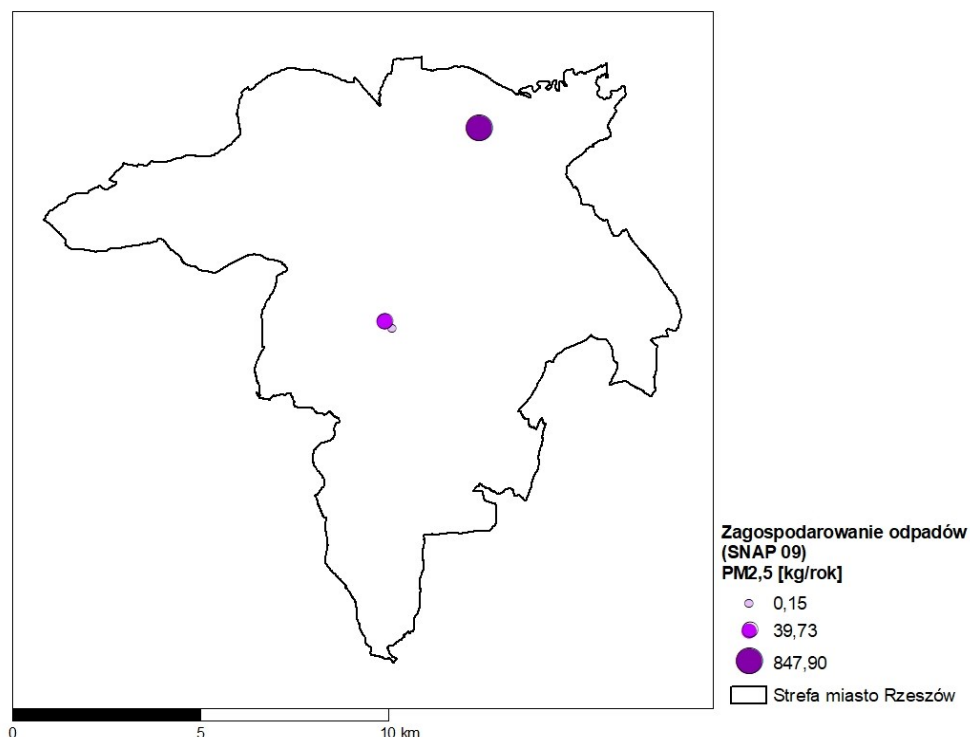 Zagospodarowanie odpadów
(SNAP 09)
PM2,5 [kg/rok]
0,15
39,73
847,90
Strefa miasto Rzeszów
0 5 10 km